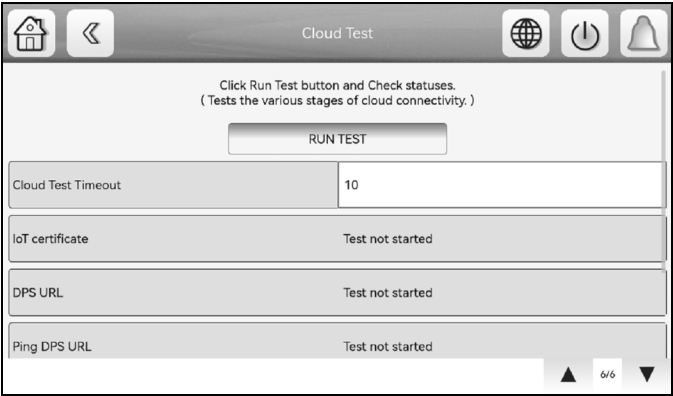 Cloud Test
Click Run Test button and Check statuses.
( Tests the various stages of cloud connectivity. )
RUN TEST
Cloud Test Timeout 10
IoT certificate Test not started
DPS URL Test not started
Ping DPS URL Test not started
6/6